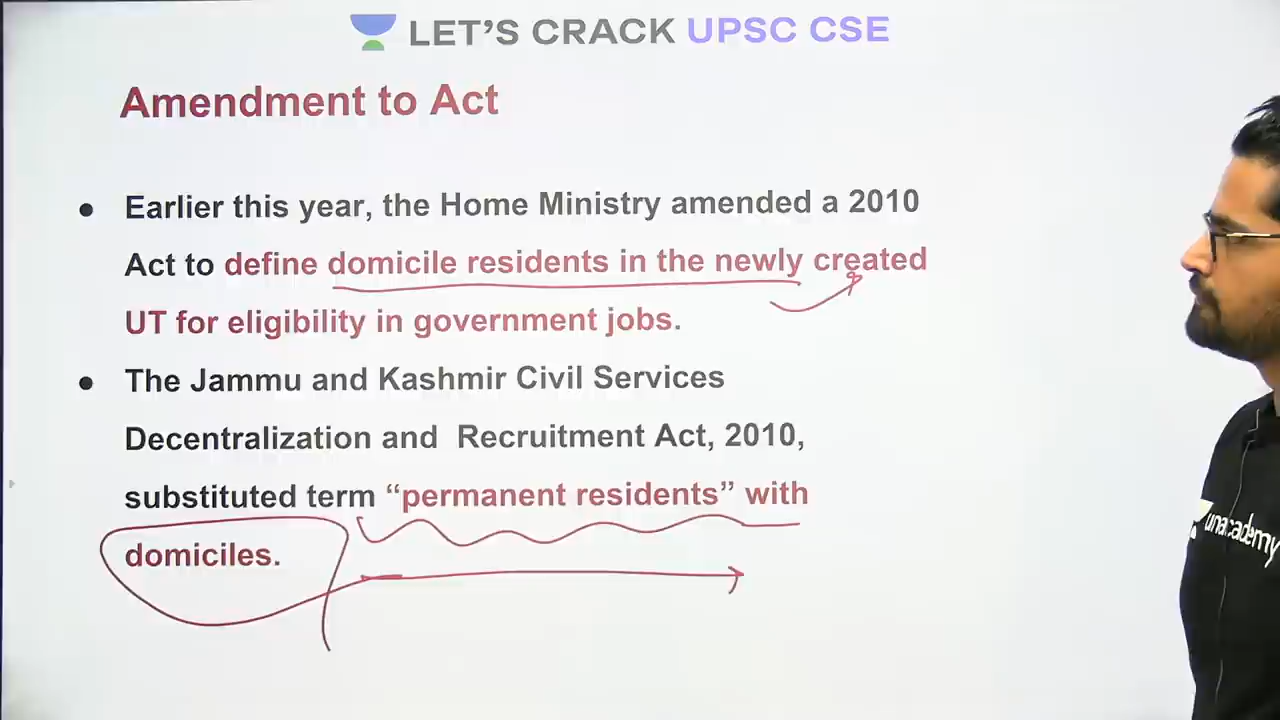 LET'S CRACK UPSC CSE
Amendment to Act
● Earlier this year, the Home Ministry amended a 2010
Act to define domicile residents in the newly created
UT for eligibility in government jobs.
● The Jammu and Kashmir Civil Services
Decentralization and Recruitment Act, 2010,
substituted term “permanent residents” with
domiciles.
unacademy